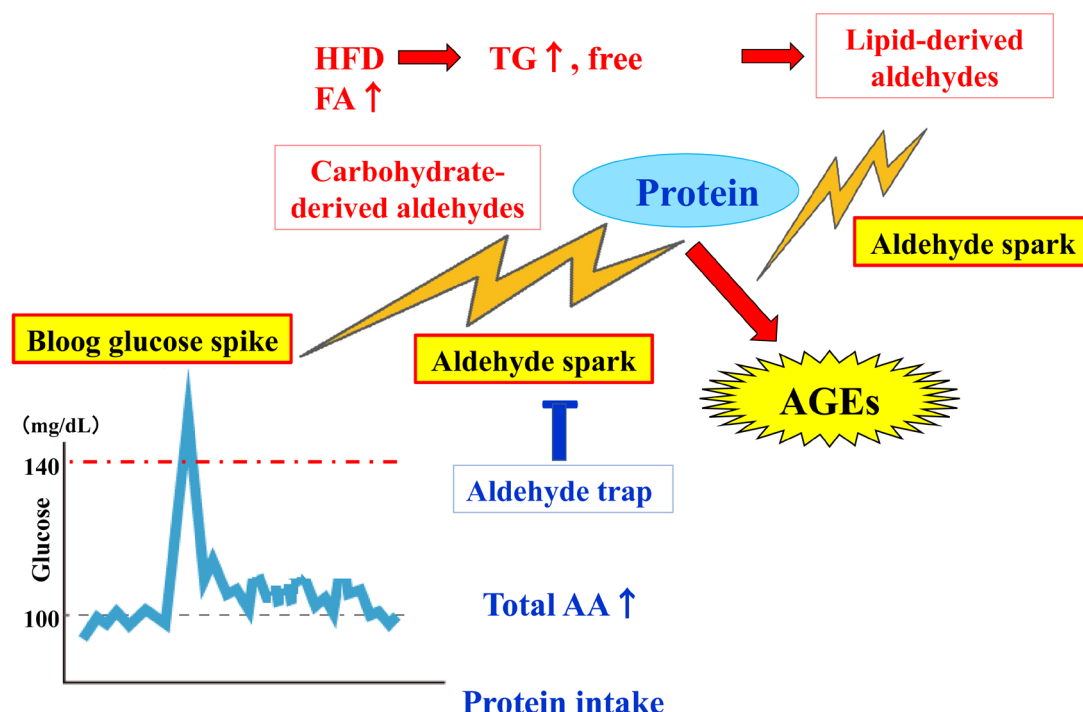 HFD
TG ↑ , free
FA ↑
Lipid-derived
aldehydes
Carbohydrate-
derived aldehydes
Protein
Aldehyde spark
Bloog glucose spike
Aldehyde spark
AGEs
(mg/dL)
140
Glucose
100
Aldehyde trap
Total AA ↑
Protein intake